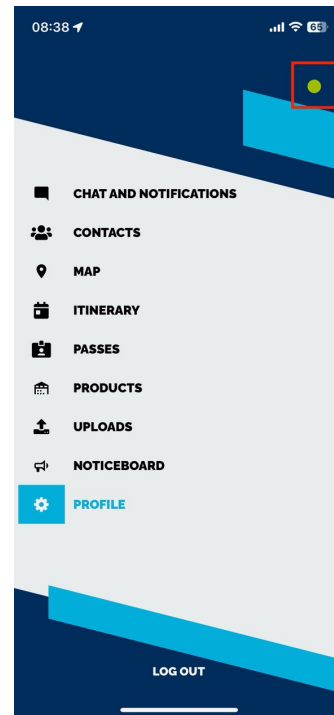 08:38
65
CHAT AND NOTIFICATIONS
CONTACTS
MAP
ITINERARY
PASSES
PRODUCTS
UPLOADS
NOTICEBOARD
PROFILE
LOG OUT